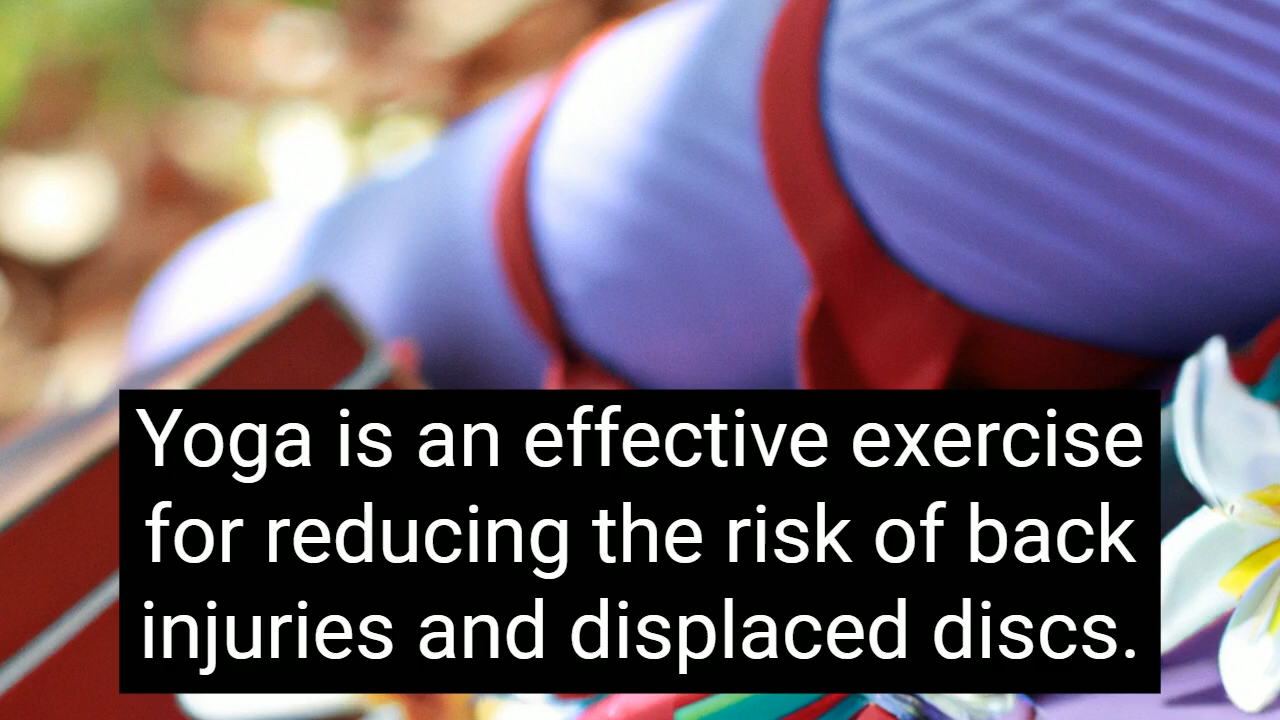 Yoga is an effective exercise
for reducing the risk of back
injuries and displaced discs.